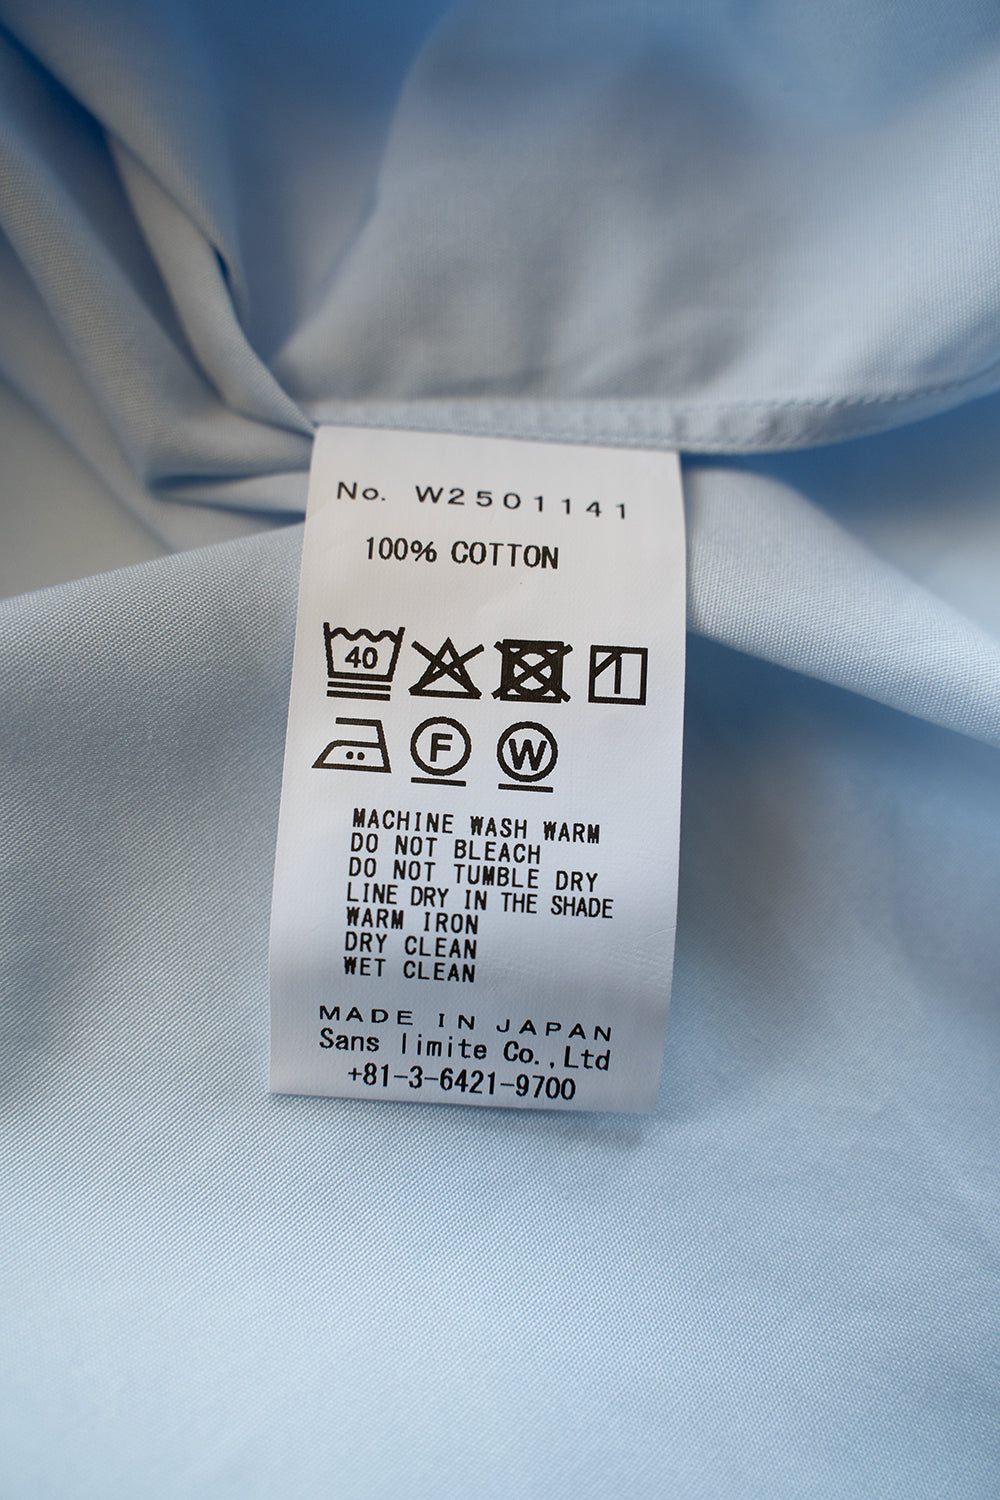 No. W2501141
100% COTTON
40
F W
MACHINE WASH WARM
DO NOT BLEACH
DO NOT TUMBLE DRY
LINE DRY IN THE SHADE
WARM IRON
DRY CLEAN
WET CLEAN
MADE IN JAPAN
Sans limite Co.,Ltd
+81-3-6421-9700